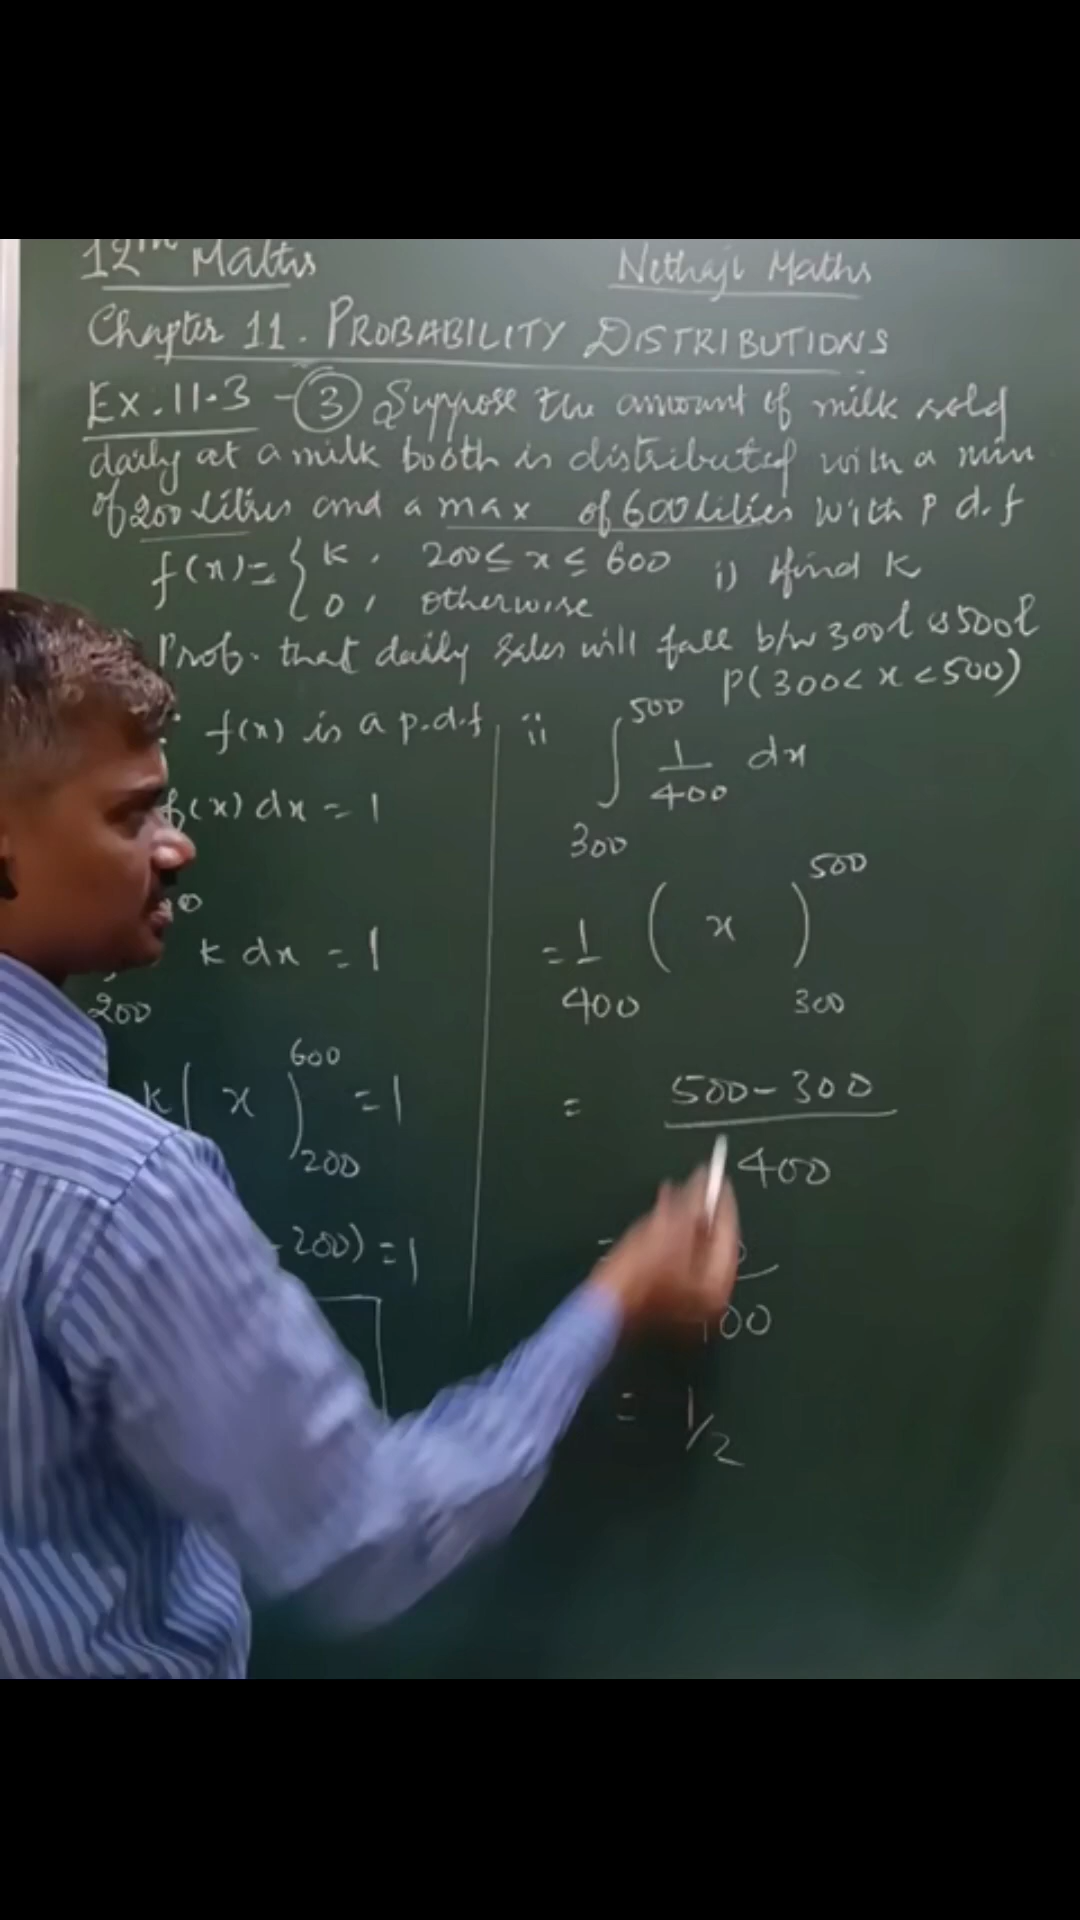 12th Maths
Nethaji Maths
Chapter 11. PROBABILITY DISTRIBUTIONS
Ex. 11.3 - (3) Suppose the amount of milk sold
daily at a milk booth is distributed with a min
of 200 litres and a max of 600 litres with p d.f
f(x) = { k, 200 ≤ x ≤ 600 i) find k
0, otherwise
Prob. that daily sales will fall b/w 300l & 500l
P(300 < x < 500)
f(x) is a p.d.f
f(x) dx = 1
k dx = 1
200
k ( x ) 600 = 1
200
200) = 1
ii 500
∫ 1/400 dx
300
= 1/400 ( x ) 500
300
= 500 - 300
400
=
= 1/2